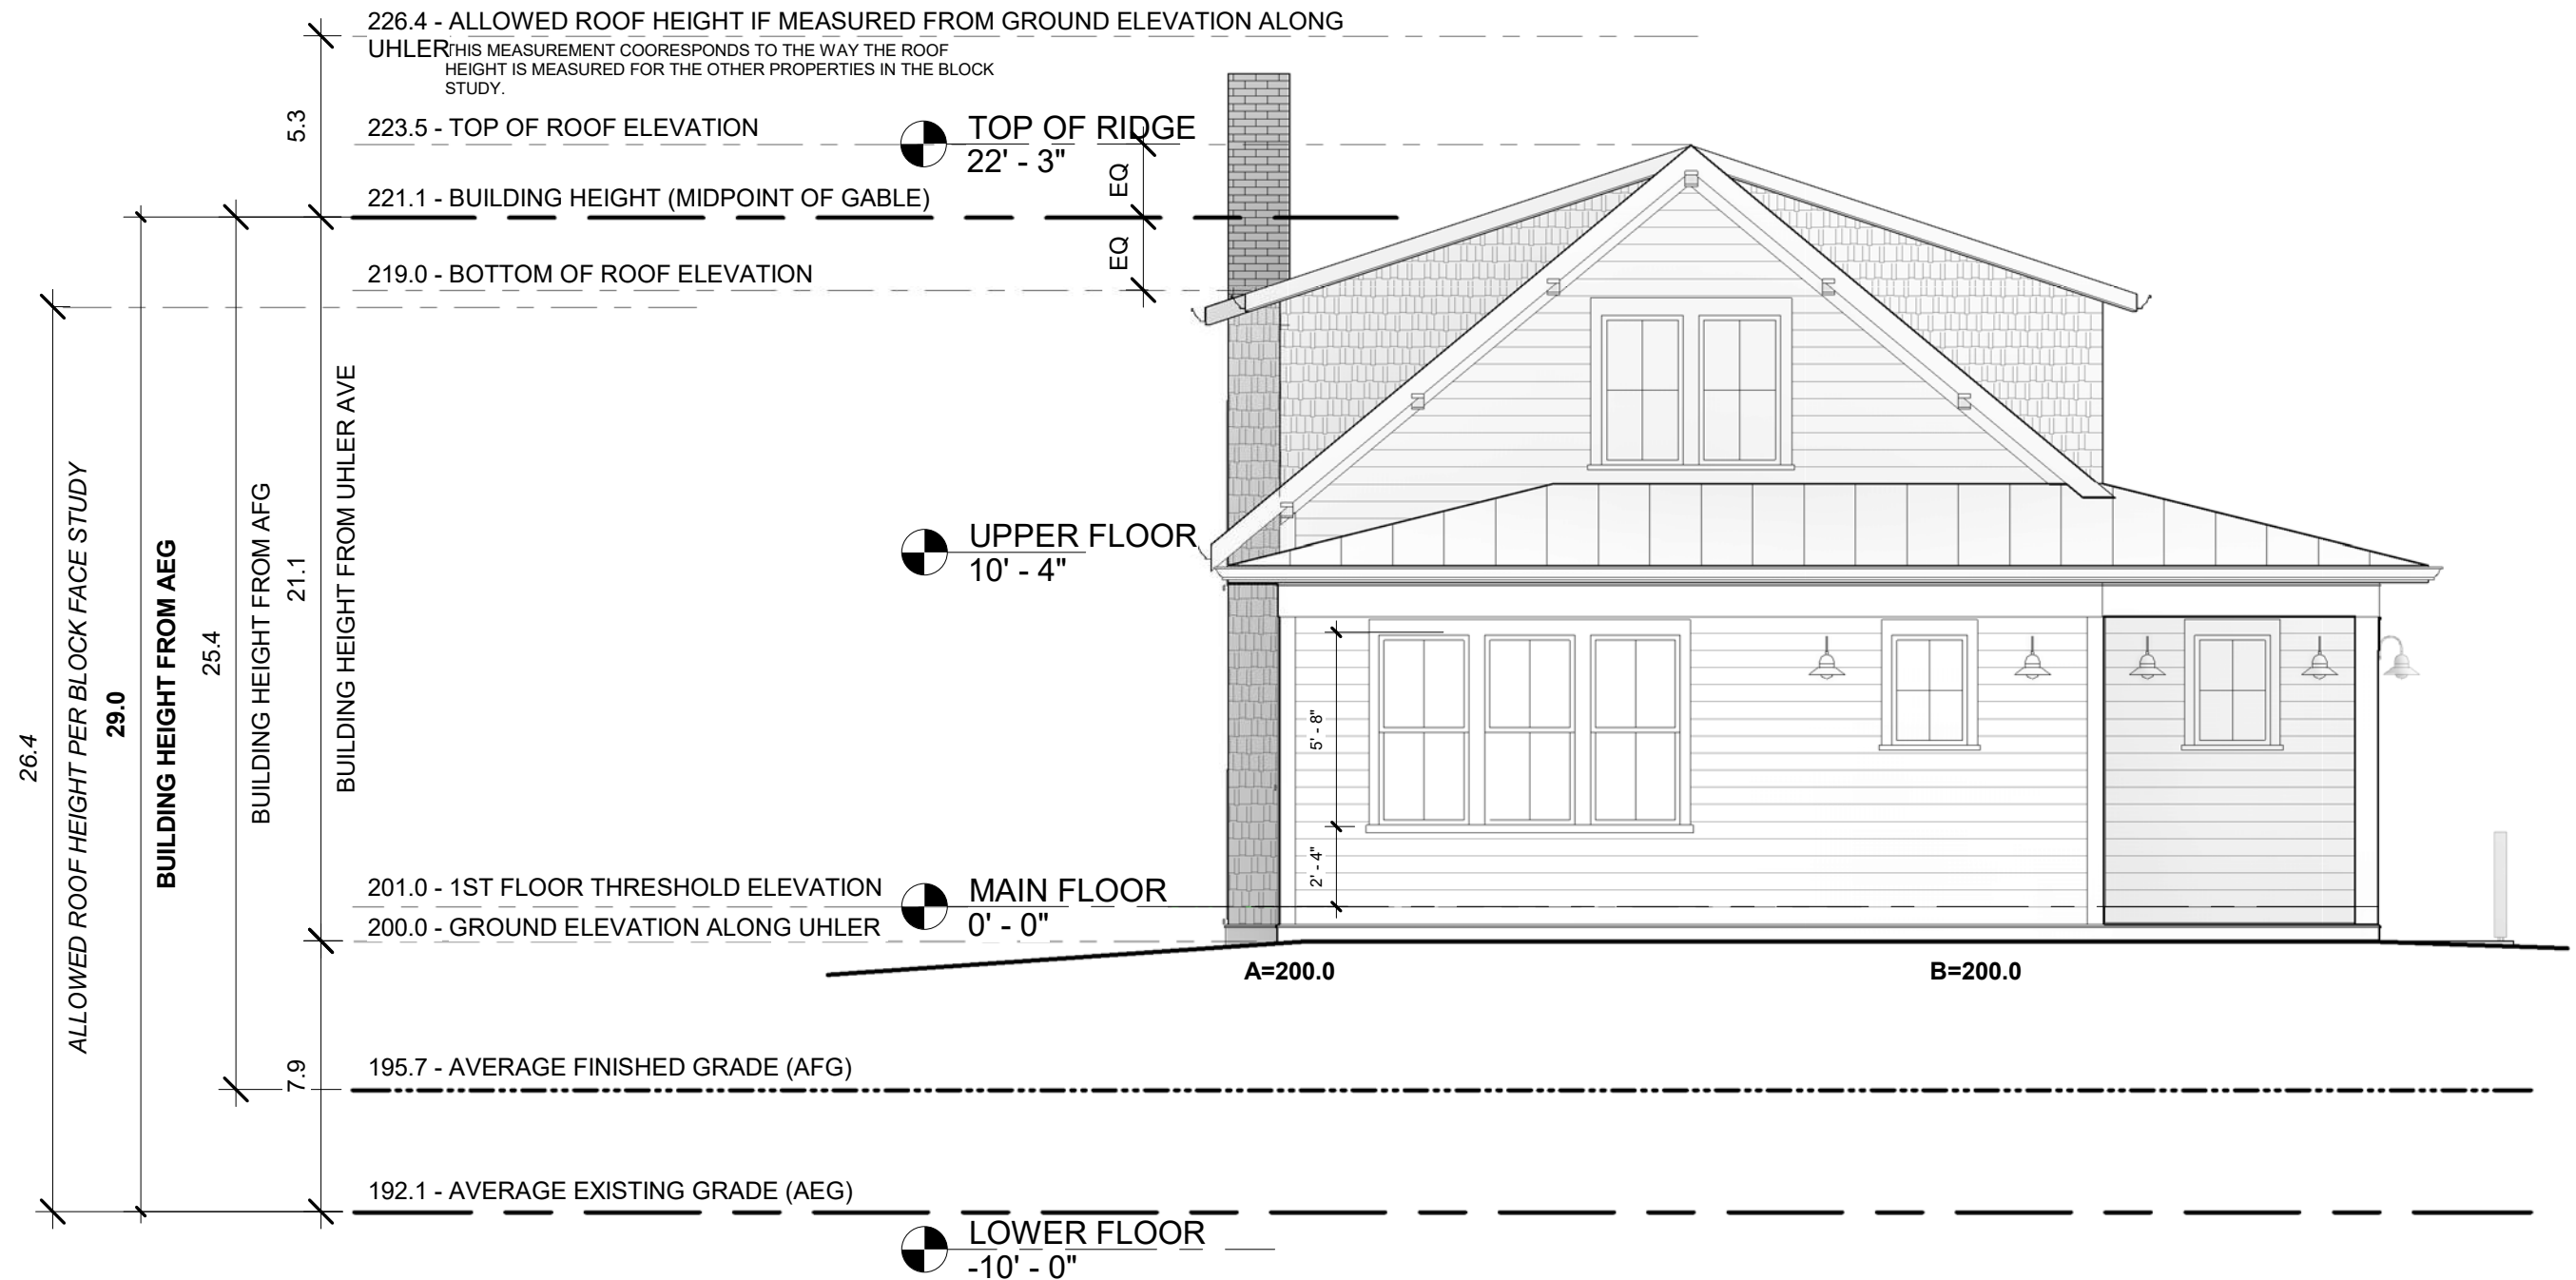 226.4 - ALLOWED ROOF HEIGHT IF MEASURED FROM GROUND ELEVATION ALONG
UHLER
THIS MEASUREMENT COORESPONDS TO THE WAY THE ROOF
HEIGHT IS MEASURED FOR THE OTHER PROPERTIES IN THE BLOCK
STUDY.
5.3
223.5 - TOP OF ROOF ELEVATION
TOP OF RIDGE
22' - 3"
EQ
221.1 - BUILDING HEIGHT (MIDPOINT OF GABLE)
EQ
219.0 - BOTTOM OF ROOF ELEVATION
26.4
ALLOWED ROOF HEIGHT PER BLOCK FACE STUDY
29.0
BUILDING HEIGHT FROM AEG
25.4
BUILDING HEIGHT FROM AFG
21.1
BUILDING HEIGHT FROM UHLER AVE
UPPER FLOOR
10' - 4"
5' - 8"
2' - 4"
201.0 - 1ST FLOOR THRESHOLD ELEVATION
MAIN FLOOR
0' - 0"
200.0 - GROUND ELEVATION ALONG UHLER
A=200.0
B=200.0
7.9
195.7 - AVERAGE FINISHED GRADE (AFG)
192.1 - AVERAGE EXISTING GRADE (AEG)
LOWER FLOOR
-10' - 0"